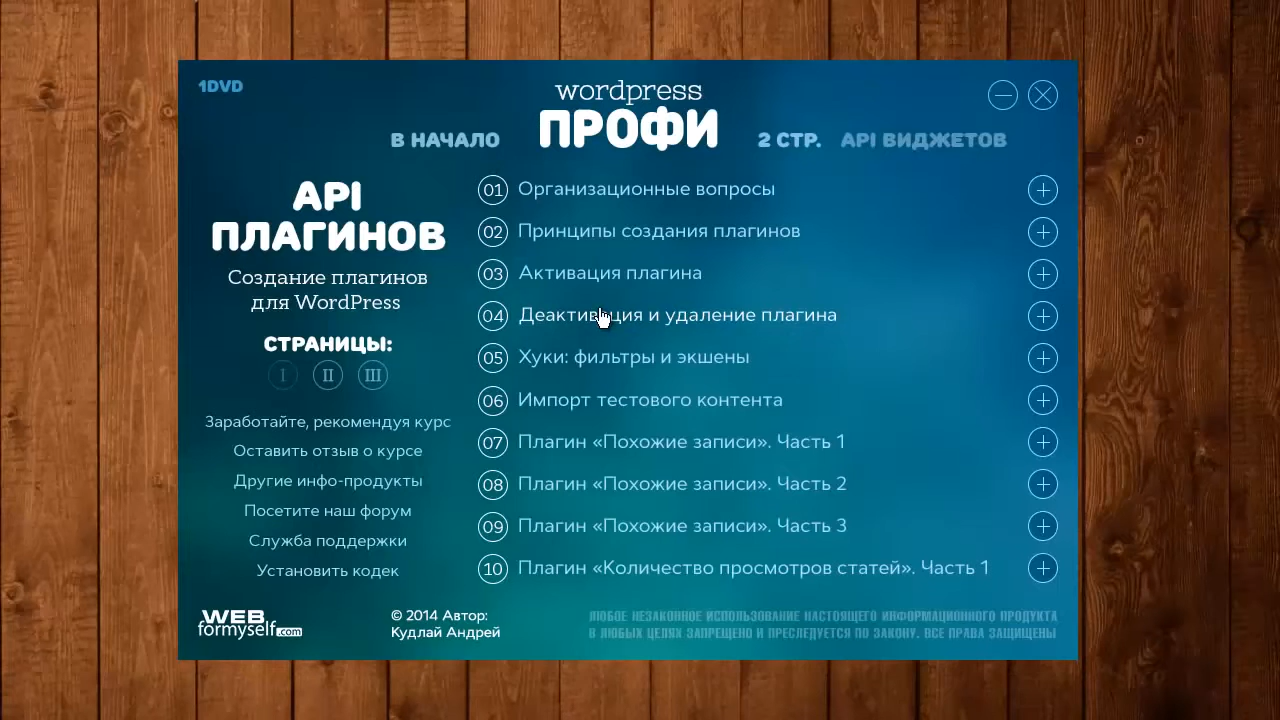 1DVD
wordpress
ПРОФИ
В НАЧАЛО
2 СТР.
API ВИДЖЕТОВ
API
ПЛАГИНОВ
Создание плагинов
для WordPress
СТРАНИЦЫ:
I II III
Заработайте, рекомендуя курс
Оставить отзыв о курсе
Другие инфо-продукты
Посетите наш форум
Служба поддержки
Установить кодек
01 Организационные вопросы
02 Принципы создания плагинов
03 Активация плагина
04 Деактивация и удаление плагина
05 Хуки: фильтры и экшены
06 Импорт тестового контента
07 Плагин «Похожие записи». Часть 1
08 Плагин «Похожие записи». Часть 2
09 Плагин «Похожие записи». Часть 3
10 Плагин «Количество просмотров статей». Часть 1
WEB
formyself.com
© 2014 Автор:
Кудлай Андрей
ЛЮБОЕ НЕЗАКОННОЕ ИСПОЛЬЗОВАНИЕ НАСТОЯЩЕГО ИНФОРМАЦИОННОГО ПРОДУКТА
В ЛЮБЫХ ЦЕЛЯХ ЗАПРЕЩЕНО И ПРЕСЛЕДУЕТСЯ ПО ЗАКОНУ. ВСЕ ПРАВА ЗАЩИЩЕНЫ